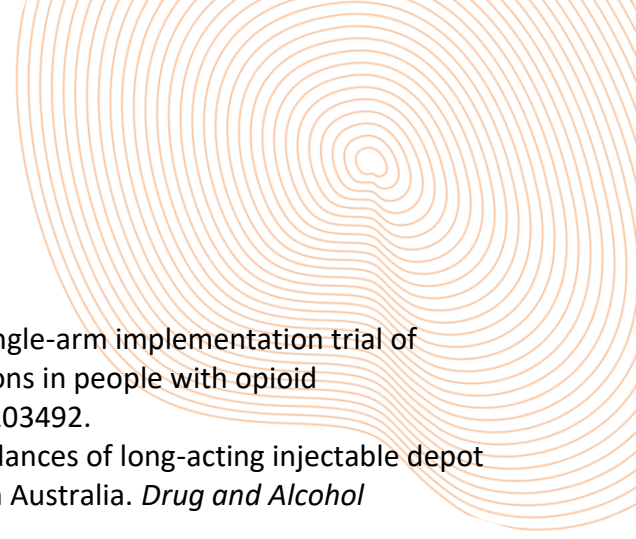 ngle-arm implementation trial of
ons in people with opioid
03492.
lances of long-acting injectable depot
Australia. Drug and Alcohol